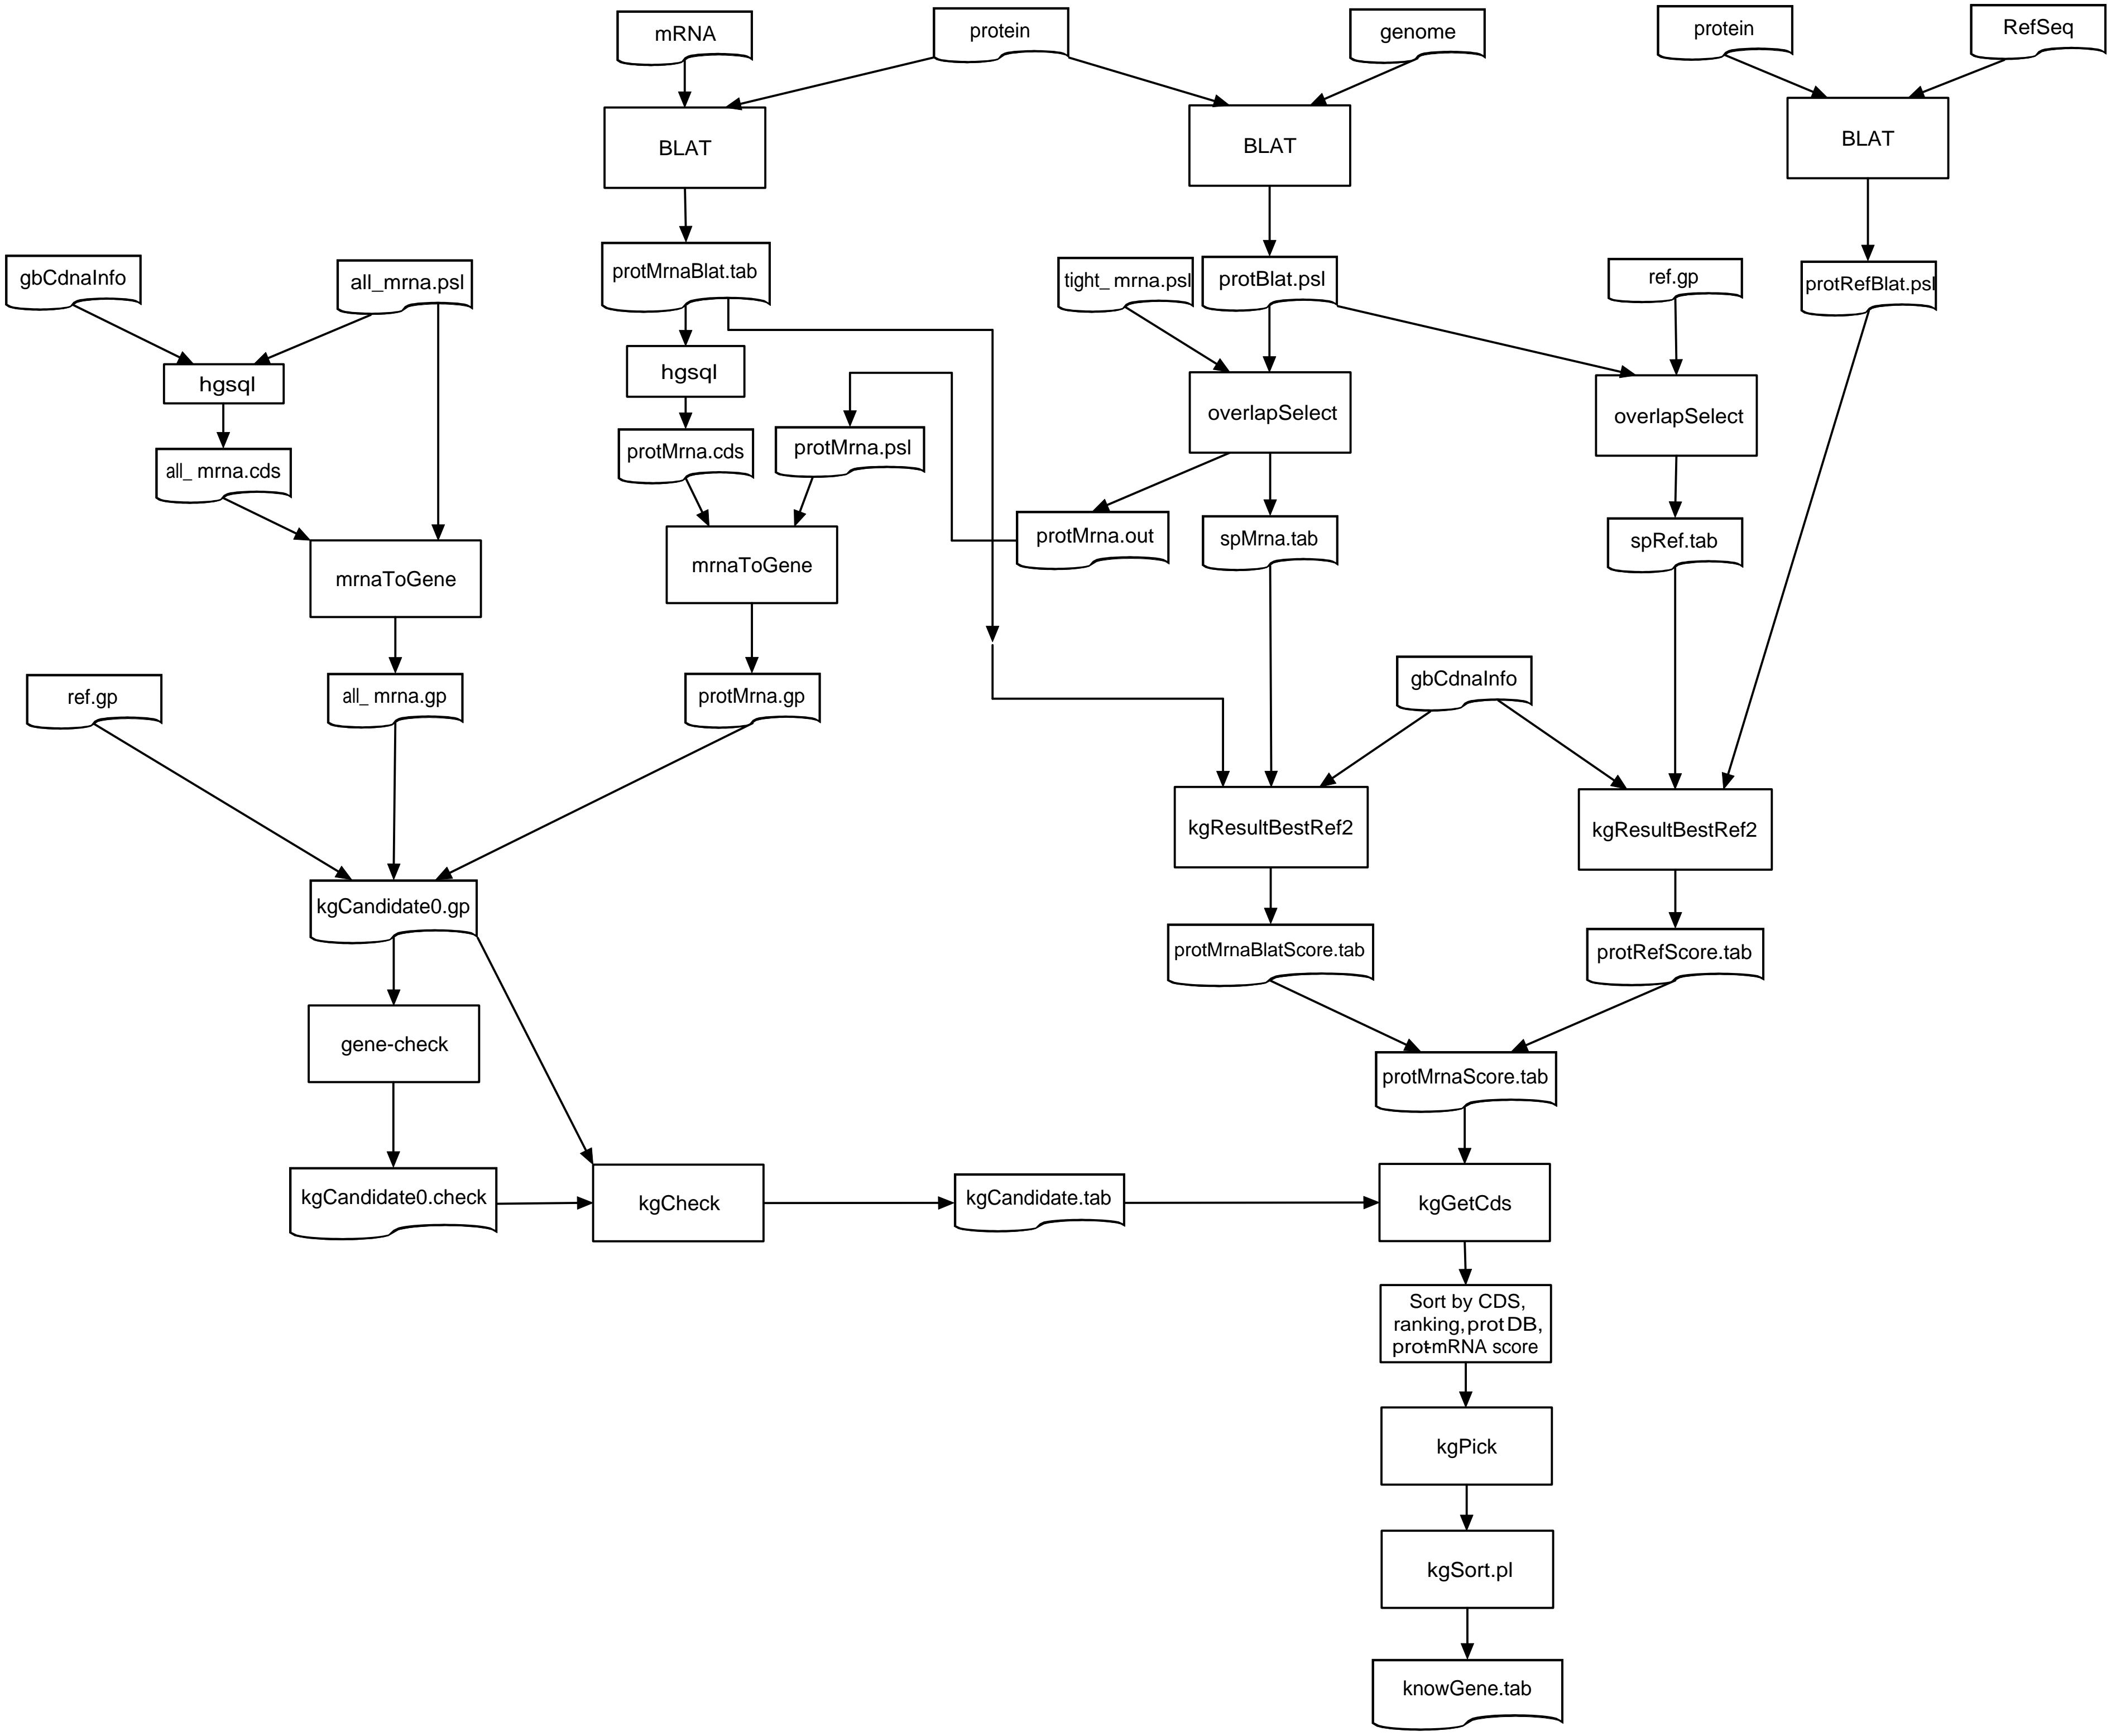 mRNA
protein
genome
protein
RefSeq
BLAT
BLAT
BLAT
gbCdnaInfo
all_mrna.psl
protMrnaBlat.tab
tight_ mrna.psl
protBlat.psl
ref.gp
protRefBlat.psl
hgsql
hgsql
overlapSelect
overlapSelect
all_ mrna.cds
protMrna.cds
protMrna.psl
protMrna.out
spMrna.tab
spRef.tab
mrnaToGene
mrnaToGene
ref.gp
all_ mrna.gp
protMrna.gp
gbCdnaInfo
kgResultBestRef2
kgResultBestRef2
kgCandidate0.gp
protMrnaBlatScore.tab
protRefScore.tab
gene-check
protMrnaScore.tab
kgCandidate0.check
kgCheck
kgCandidate.tab
kgGetCds
Sort by CDS,
ranking, prot DB,
prot-mRNA score
kgPick
kgSort.pl
knowGene.tab